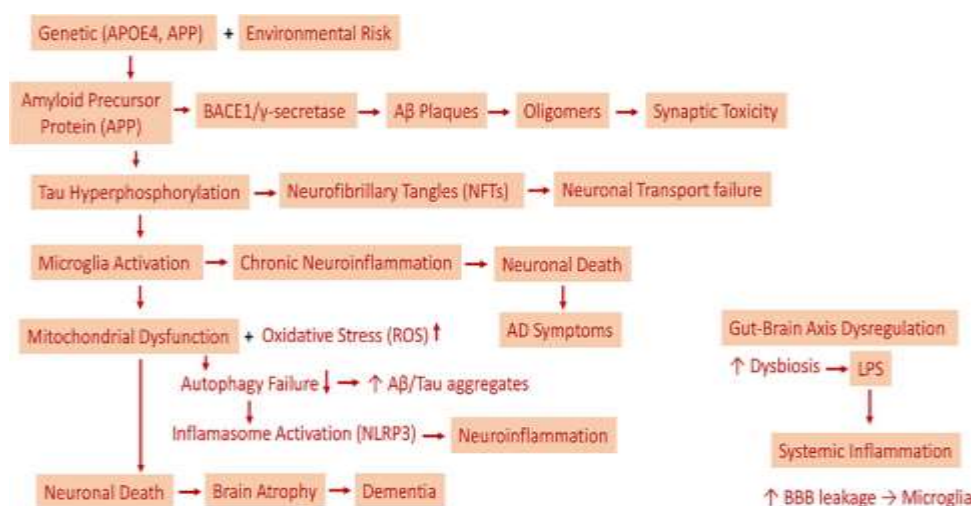 Genetic (APOE4, APP) + Environmental Risk
Amyloid Precursor
Protein (APP)
BACE1/γ-secretase
Aβ Plaques
Oligomers
Synaptic Toxicity
Tau Hyperphosphorylation
Neurofibrillary Tangles (NFTs)
Neuronal Transport failure
Microglia Activation
Chronic Neuroinflammation
Neuronal Death
AD Symptoms
Mitochondrial Dysfunction + Oxidative Stress (ROS) ↑
Autophagy Failure ↓ → ↑ Aβ/Tau aggregates
Inflamasome Activation (NLRP3) → Neuroinflammation
Neuronal Death → Brain Atrophy → Dementia
Gut-Brain Axis Dysregulation
↑ Dysbiosis → LPS
Systemic Inflammation
↑ BBB leakage → Microglia